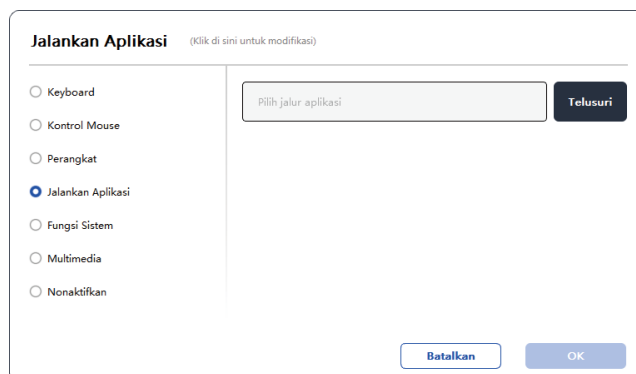 Jalankan Aplikasi (Klik di sini untuk modifikasi)
Keyboard
Pilih jalur aplikasi
Telusuri
Kontrol Mouse
Perangkat
Jalankan Aplikasi
Fungsi Sistem
Multimedia
Nonaktifkan
Batalkan
OK